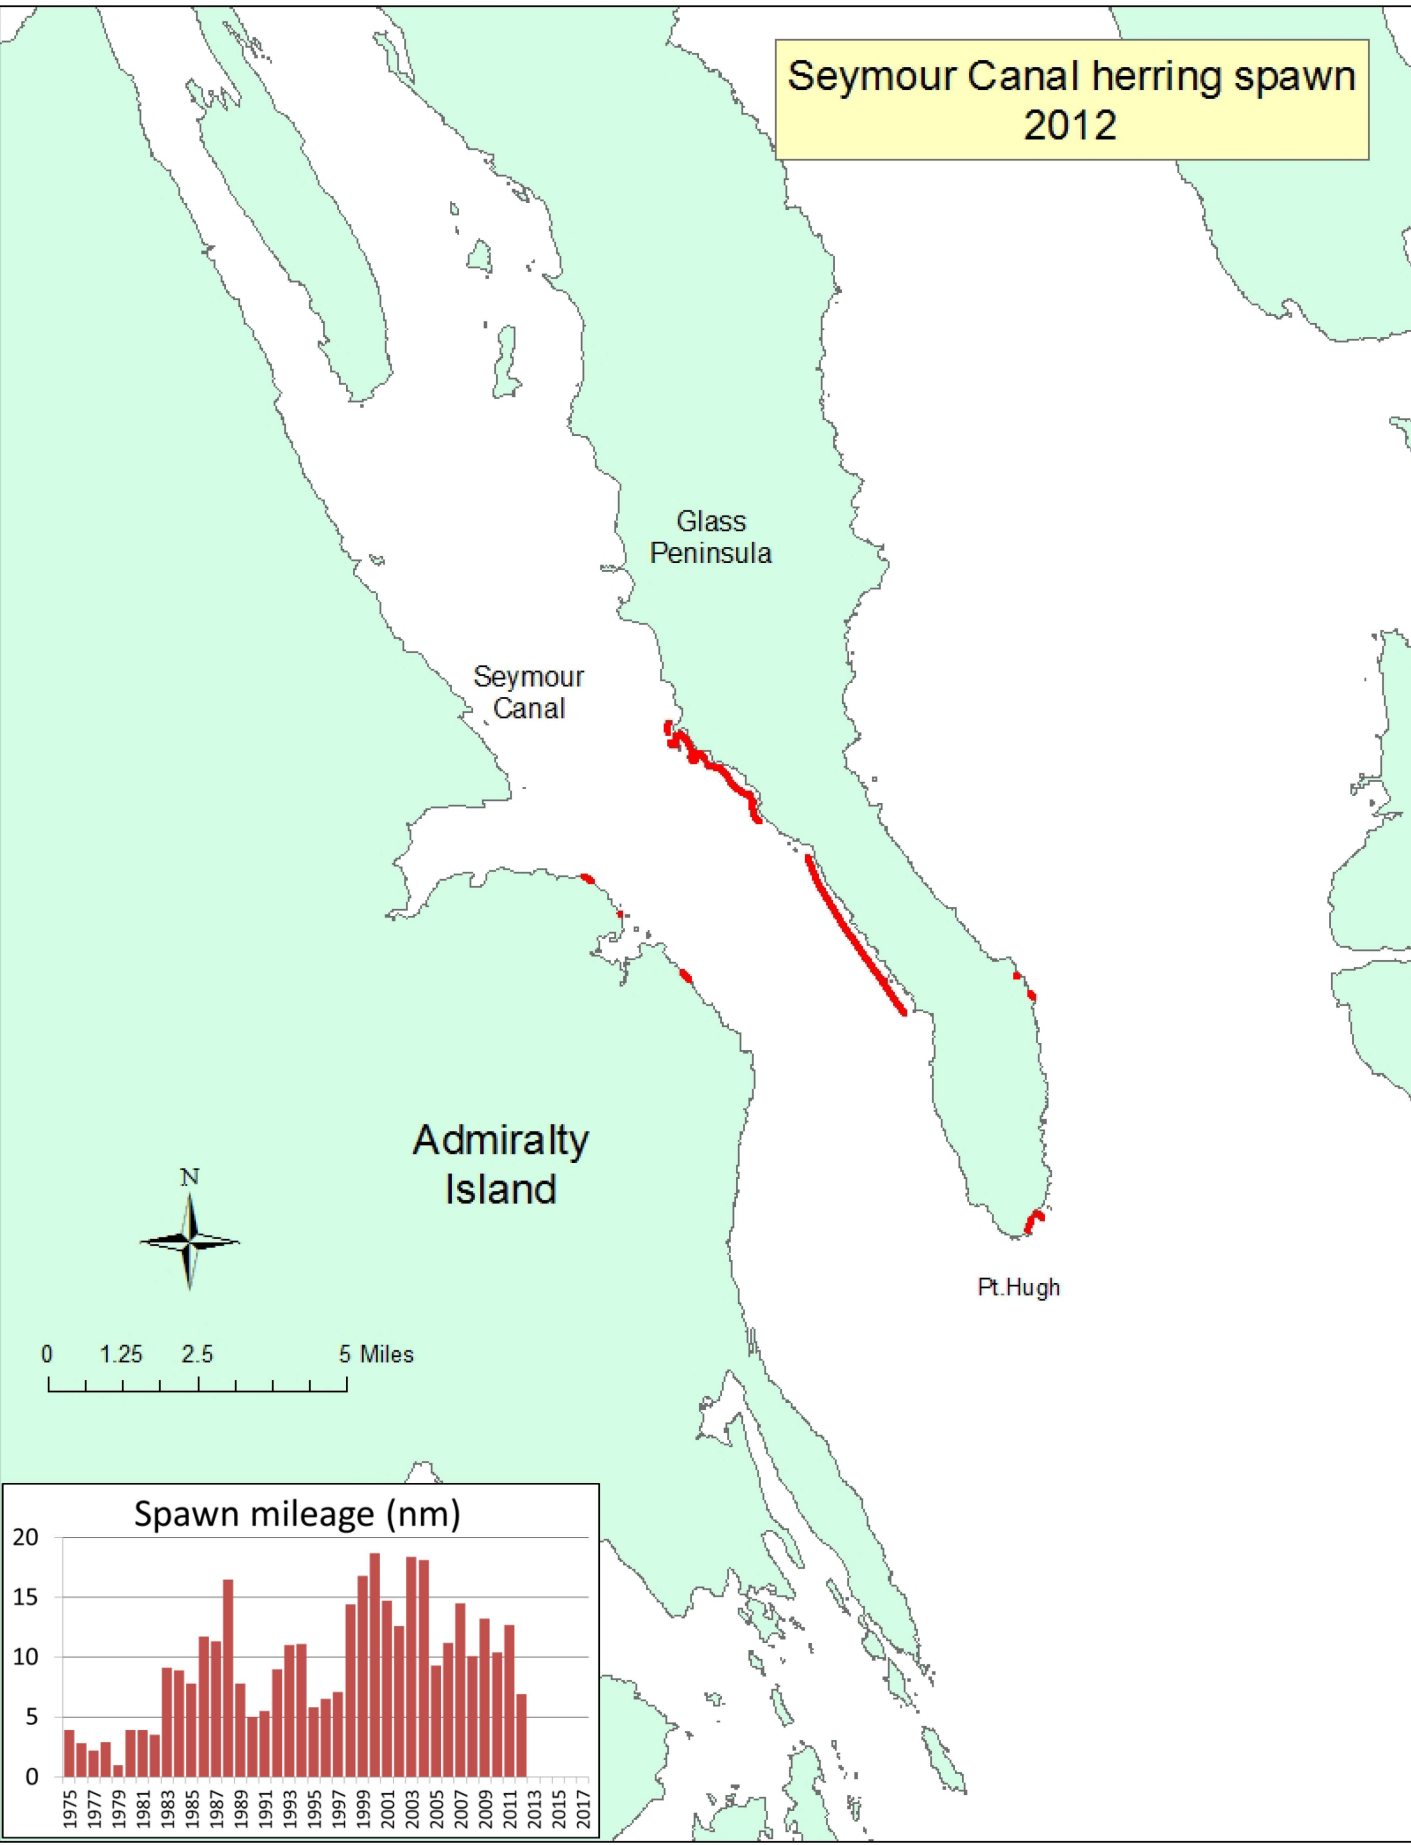 Seymour Canal herring spawn
2012
Glass
Peninsula
Seymour
Canal
Admiralty
Island
N
Pt.Hugh
0 1.25 2.5 5 Miles
Spawn mileage (nm)
20
15
10
5
0
1975 1977 1979 1981 1983 1985 1987 1989 1991 1993 1995 1997 1999 2001 2003 2005 2007 2009 2011 2013 2015 2017